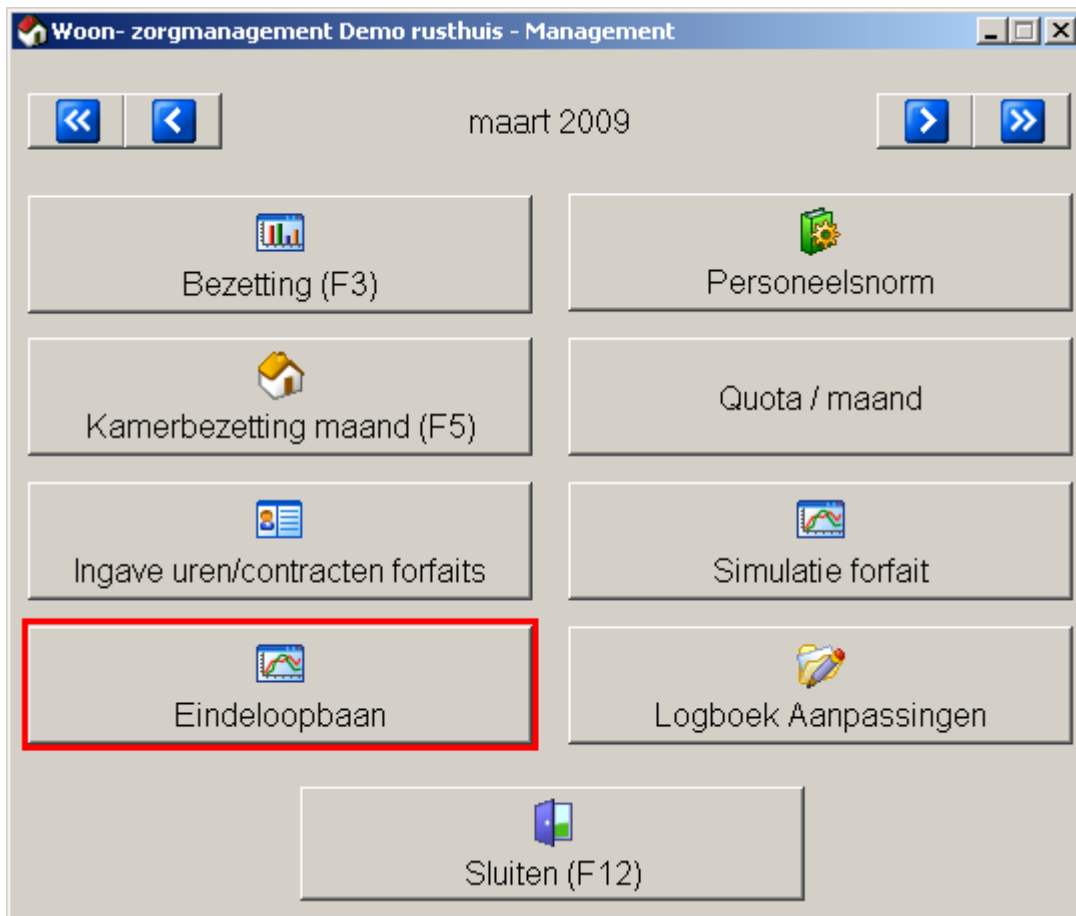 Woon- zorgmanagement Demo rusthuis - Management
maart 2009
Bezetting (F3)
Personeelsnorm
Kamerbezetting maand (F5)
Quota / maand
Ingave uren/contracten forfaits
Simulatie forfait
Eindeloopbaan
Logboek Aanpassingen
Sluiten (F12)